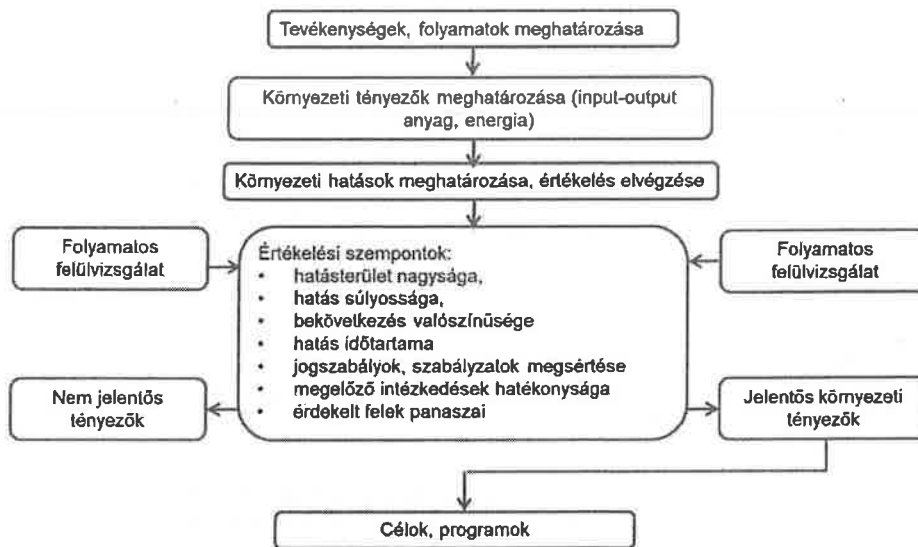 Tevékenységek, folyamatok meghatározása
Környezeti tényezők meghatározása (input-output
anyag, energia)
Környezeti hatások meghatározása, értékelés elvégzése
Folyamatos
felülvizsgálat
Értékelési szempontok:
• hatásterület nagysága,
• hatás súlyossága,
• bekövetkezés valószínűsége
• hatás időtartama
• jogszabályok, szabályzatok megsértése
• megelőző intézkedések hatékonysága
• érdekelt felek panaszai
Folyamatos
felülvizsgálat
Nem jelentős
tényezők
Jelentős környezeti
tényezők
Célok, programok